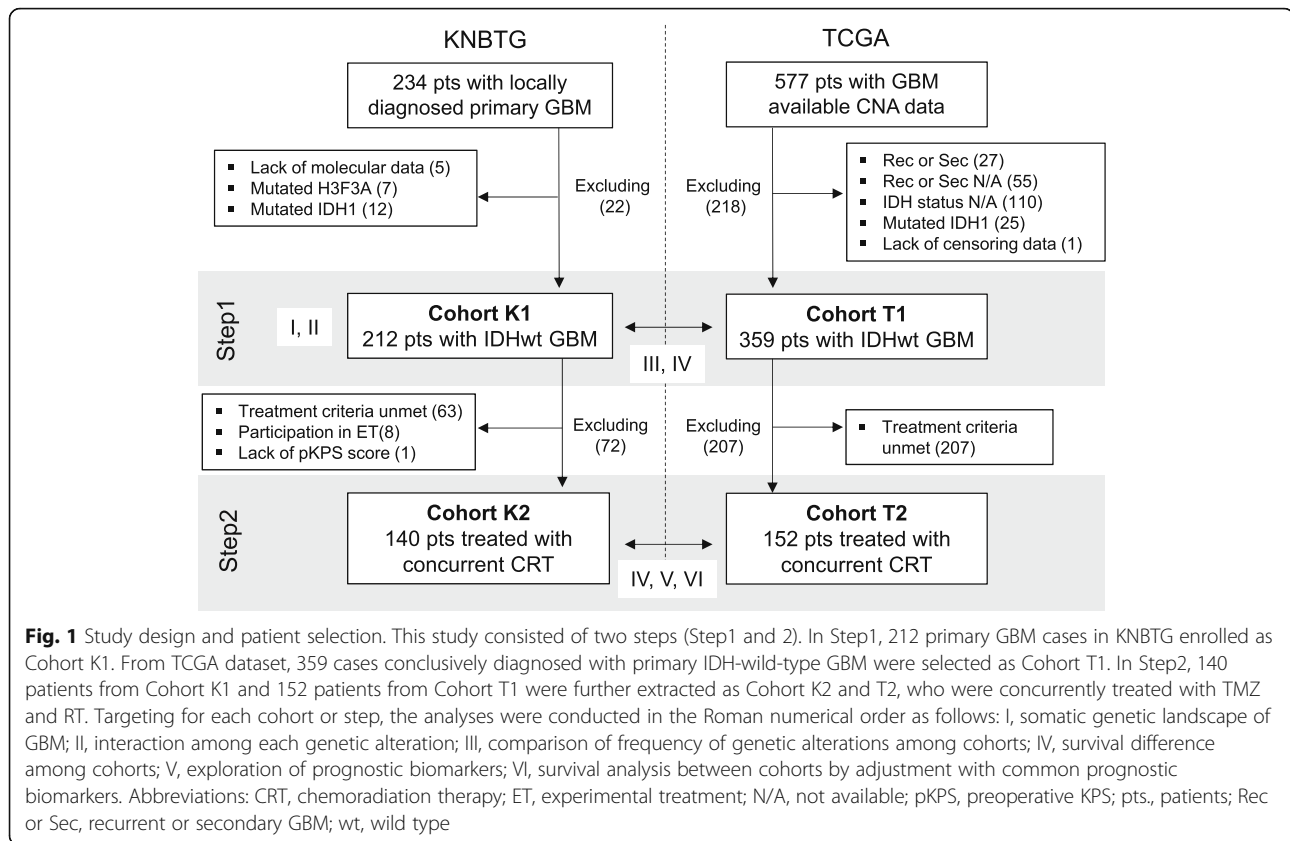 KNBTG
TCGA
234 pts with locally
diagnosed primary GBM
577 pts with GBM
available CNA data
▪ Lack of molecular data (5)
▪ Mutated H3F3A (7)
▪ Mutated IDH1 (12)
Excluding
(22)
Excluding
(218)
▪ Rec or Sec (27)
▪ Rec or Sec N/A (55)
▪ IDH status N/A (110)
▪ Mutated IDH1 (25)
▪ Lack of censoring data (1)
Step1
I, II
Cohort K1
212 pts with IDHwt GBM
III, IV
Cohort T1
359 pts with IDHwt GBM
▪ Treatment criteria unmet (63)
▪ Participation in ET(8)
▪ Lack of pKPS score (1)
Excluding
(72)
Excluding
(207)
▪ Treatment criteria
unmet (207)
Step2
Cohort K2
140 pts treated with
concurrent CRT
IV, V, VI
Cohort T2
152 pts treated with
concurrent CRT
Fig. 1 Study design and patient selection. This study consisted of two steps (Step1 and 2). In Step1, 212 primary GBM cases in KNBTG enrolled as
Cohort K1. From TCGA dataset, 359 cases conclusively diagnosed with primary IDH-wild-type GBM were selected as Cohort T1. In Step2, 140
patients from Cohort K1 and 152 patients from Cohort T1 were further extracted as Cohort K2 and T2, who were concurrently treated with TMZ
and RT. Targeting for each cohort or step, the analyses were conducted in the Roman numerical order as follows: I, somatic genetic landscape of
GBM; II, interaction among each genetic alteration; III, comparison of frequency of genetic alterations among cohorts; IV, survival difference
among cohorts; V, exploration of prognostic biomarkers; VI, survival analysis between cohorts by adjustment with common prognostic
biomarkers. Abbreviations: CRT, chemoradiation therapy; ET, experimental treatment; N/A, not available; pKPS, preoperative KPS; pts., patients; Rec
or Sec, recurrent or secondary GBM; wt, wild type